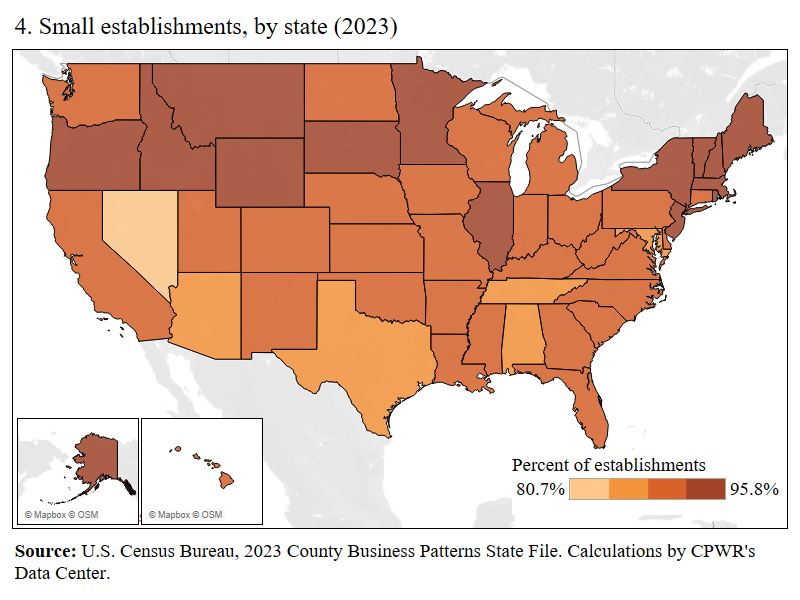 4. Small establishments, by state (2023)
Percent of establishments
80.7% 95.8%
© Mapbox © OSM
© Mapbox © OSM
Source: U.S. Census Bureau, 2023 County Business Patterns State File. Calculations by CPWR's
Data Center.